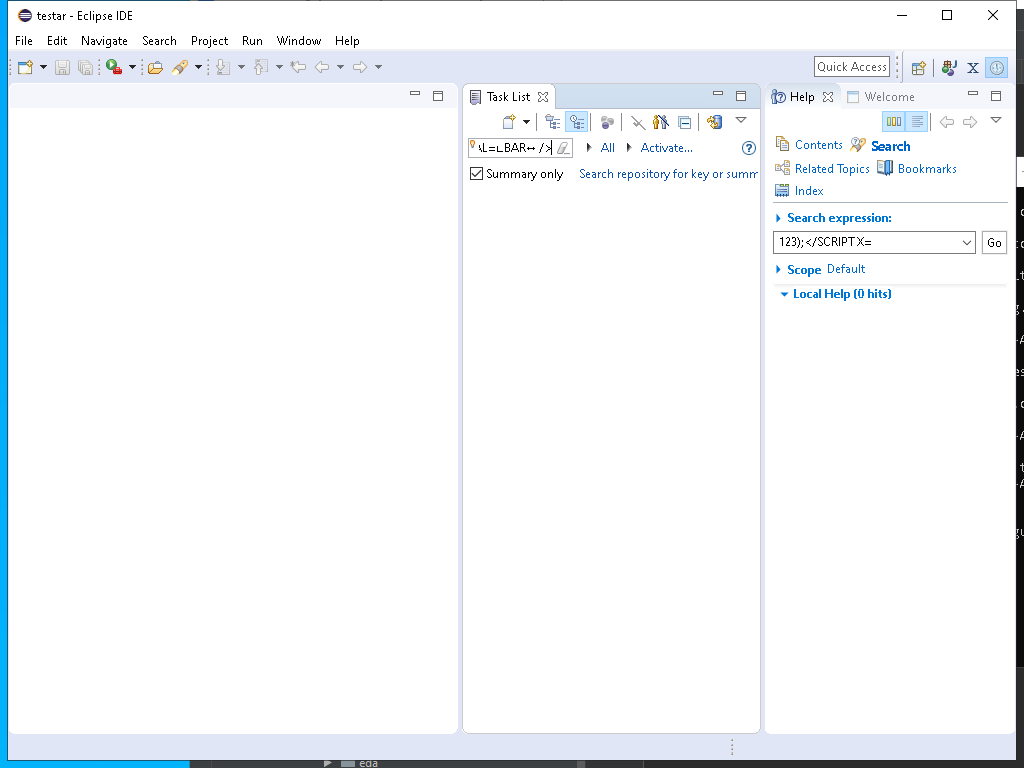 testar - Eclipse IDE
File Edit Navigate Search Project Run Window Help
Quick Access
Task List
All Activate...
Summary only Search repository for key or summ
Help Welcome
Contents Search
Related Topics Bookmarks
Index
Search expression:
123);</SCRIPTX= Go
Scope Default
Local Help (0 hits)
eda